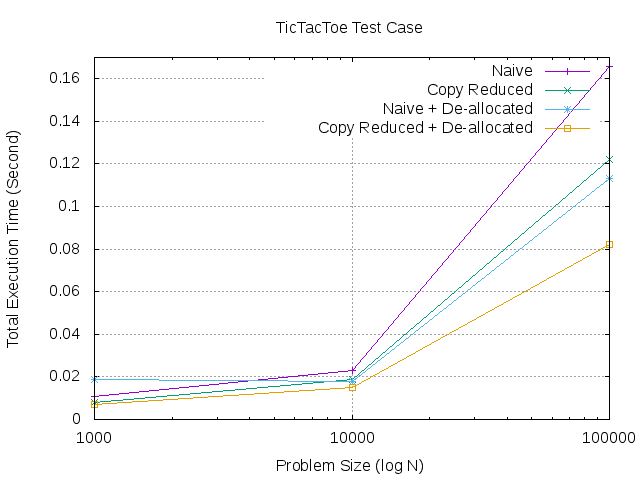 TicTacToe Test Case
Naive
Copy Reduced
Naive + De-allocated
Copy Reduced + De-allocated
Total Execution Time (Second)
0.16
0.14
0.12
0.1
0.08
0.06
0.04
0.02
0
1000
10000
100000
Problem Size (log N)